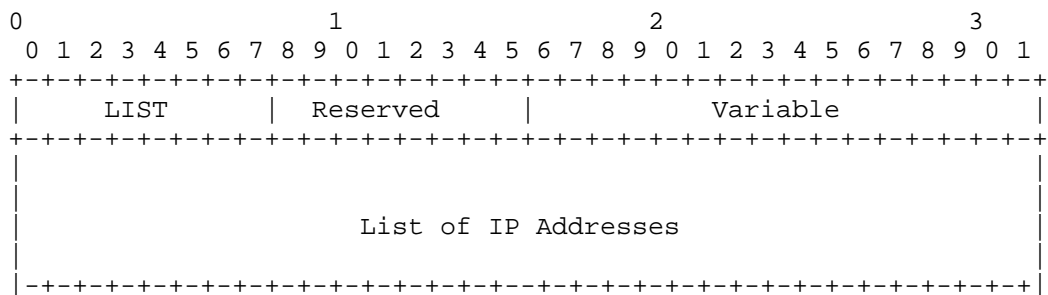 0                   1                   2                   3
 0 1 2 3 4 5 6 7 8 9 0 1 2 3 4 5 6 7 8 9 0 1 2 3 4 5 6 7 8 9 0 1
+-+-+-+-+-+-+-+-+-+-+-+-+-+-+-+-+-+-+-+-+-+-+-+-+-+-+-+-+-+-+-+-+
|     LIST      |  Reserved     |           Variable            |
+-+-+-+-+-+-+-+-+-+-+-+-+-+-+-+-+-+-+-+-+-+-+-+-+-+-+-+-+-+-+-+-+
|                                                               |
|                                                               |
|                     List of IP Addresses                      |
|                                                               |
|-+-+-+-+-+-+-+-+-+-+-+-+-+-+-+--+-+-+-+-+-+-+-+-+-+-+-+-+-+-+-+|